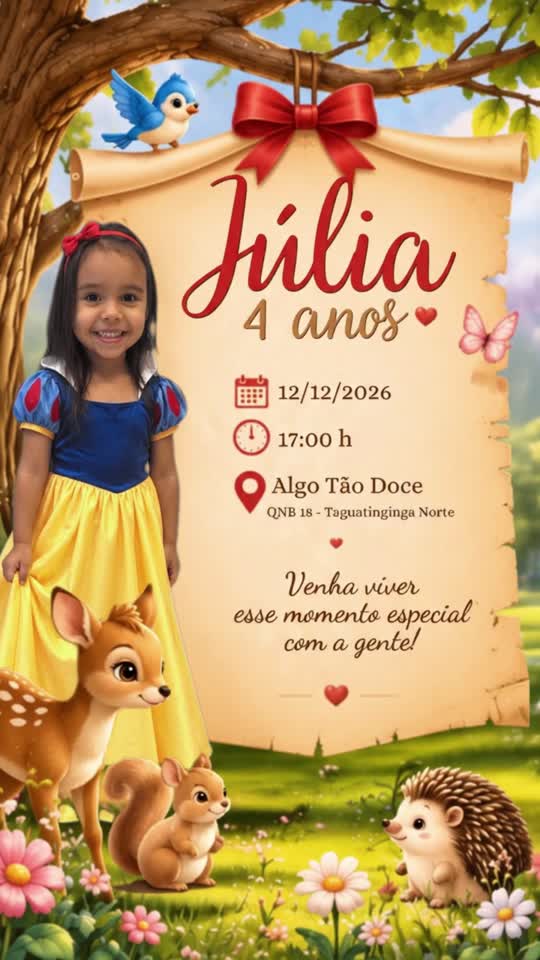 Júlia
4 anos
12/12/2026
17:00 h
Algo Tão Doce
QNB 18 - Taguatinginga Norte
Venha viver
esse momento especial
com a gente!